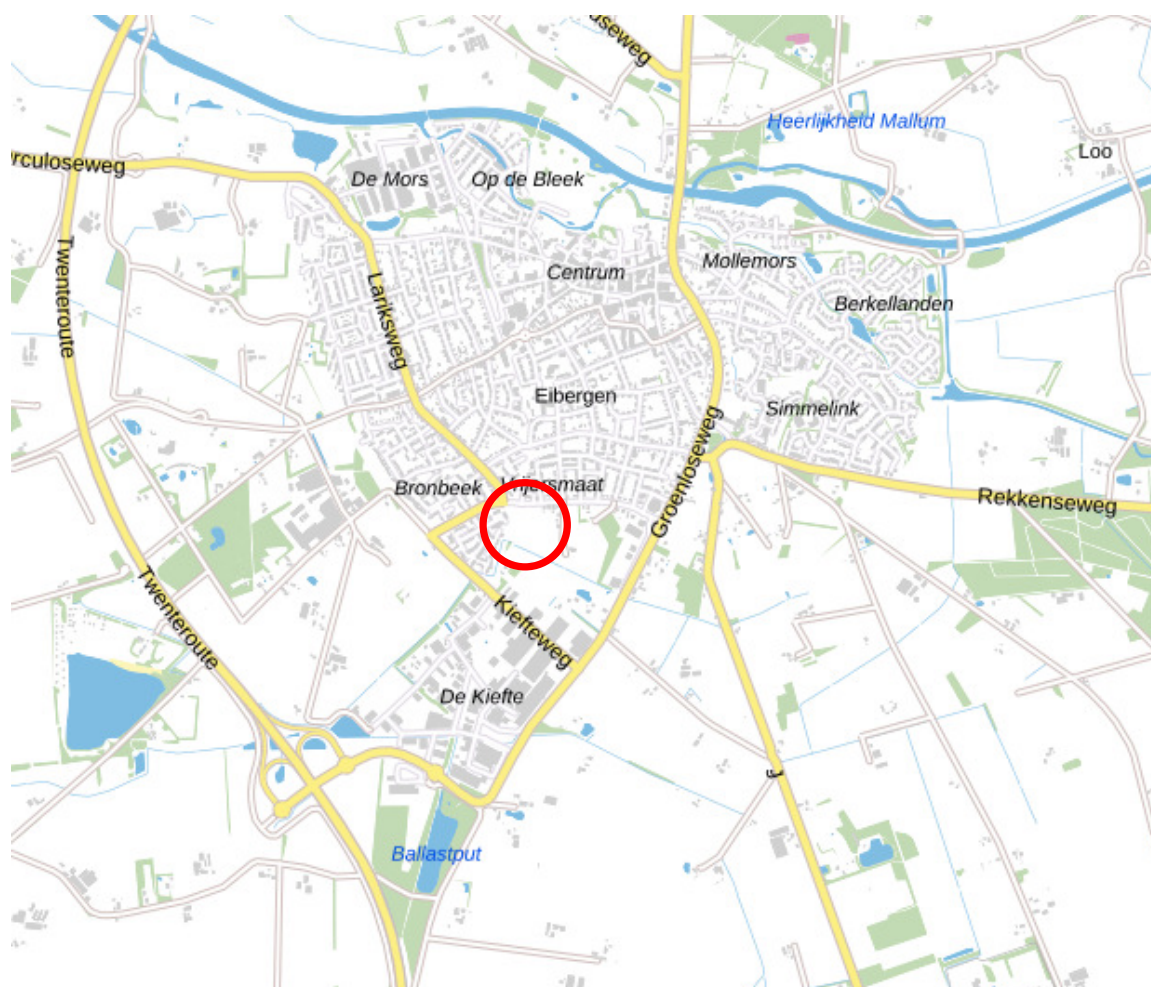 Heerlijkheid Mallum
Loo
De Mors
Op de Bleek
Twenteroute
Centrum
Mollemors
Berkellanden
Lariksweg
Eibergen
Simmelink
Groenloseweg
Bronbeek
Vrijersmaat
Rekkenseweg
Twenteroute
Kiefteweg
De Kiefte
Ballastput